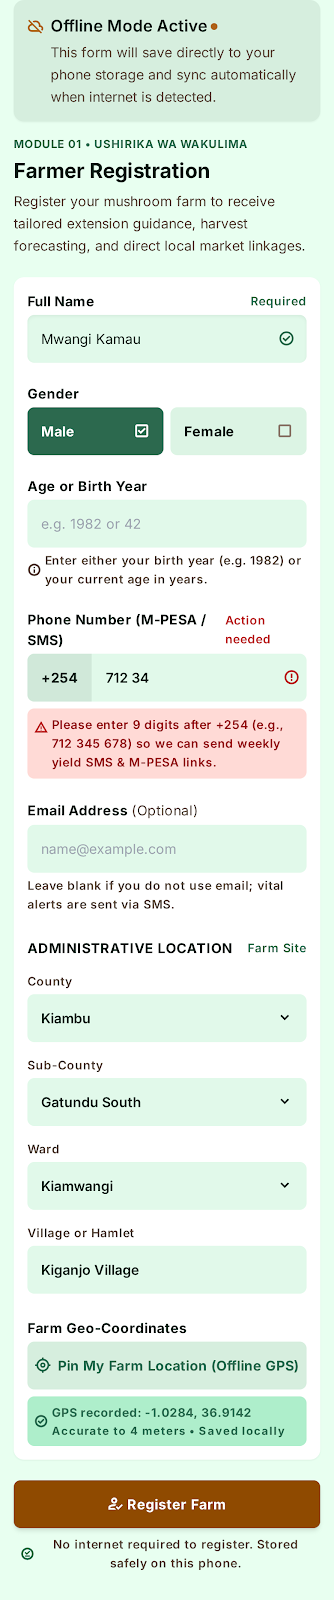 Offline Mode Active
This form will save directly to your
phone storage and sync automatically
when internet is detected.
MODULE 01 • USHIRIKA WA WAKULIMA
Farmer Registration
Register your mushroom farm to receive
tailored extension guidance, harvest
forecasting, and direct local market linkages.
Full Name Required
Mwangi Kamau
Gender
Male Female
Age or Birth Year
e.g. 1982 or 42
Enter either your birth year (e.g. 1982) or
your current age in years.
Phone Number (M-PESA / Action
SMS) needed
+254 712 34
Please enter 9 digits after +254 (e.g.,
712 345 678) so we can send weekly
yield SMS & M-PESA links.
Email Address (Optional)
name@example.com
Leave blank if you do not use email; vital
alerts are sent via SMS.
ADMINISTRATIVE LOCATION Farm Site
County
Kiambu
Sub-County
Gatundu South
Ward
Kiamwangi
Village or Hamlet
Kiganjo Village
Farm Geo-Coordinates
Pin My Farm Location (Offline GPS)
GPS recorded: -1.0284, 36.9142
Accurate to 4 meters • Saved locally
Register Farm
No internet required to register. Stored
safely on this phone.